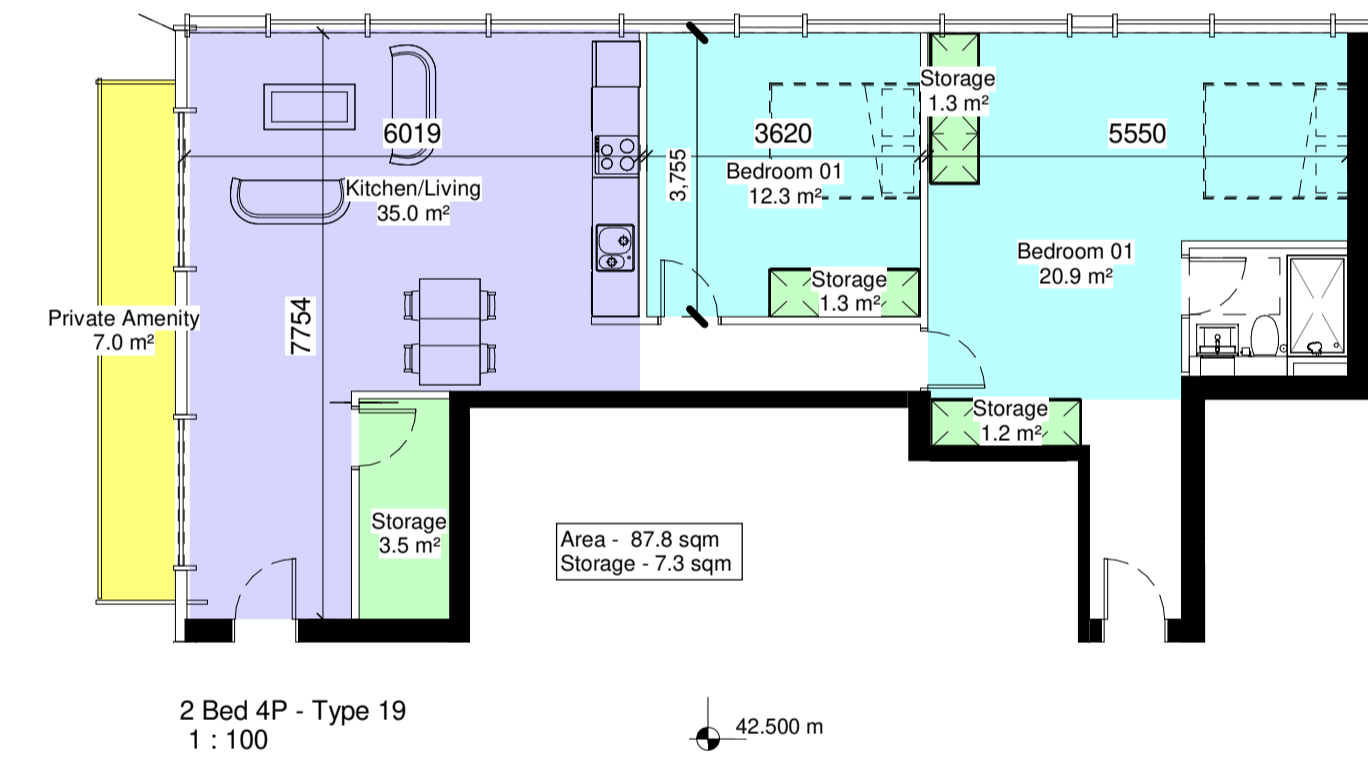 Storage
1.3 m²
6019
3620
5550
3,755
Bedroom 01
12.3 m²
Kitchen/Living
35.0 m²
Bedroom 01
20.9 m²
Storage
1.3 m²
7754
Private Amenity
7.0 m²
Storage
1.2 m²
Storage
3.5 m²
Area - 87.8 sqm
Storage - 7.3 sqm
2 Bed 4P - Type 19
1 : 100
42.500 m